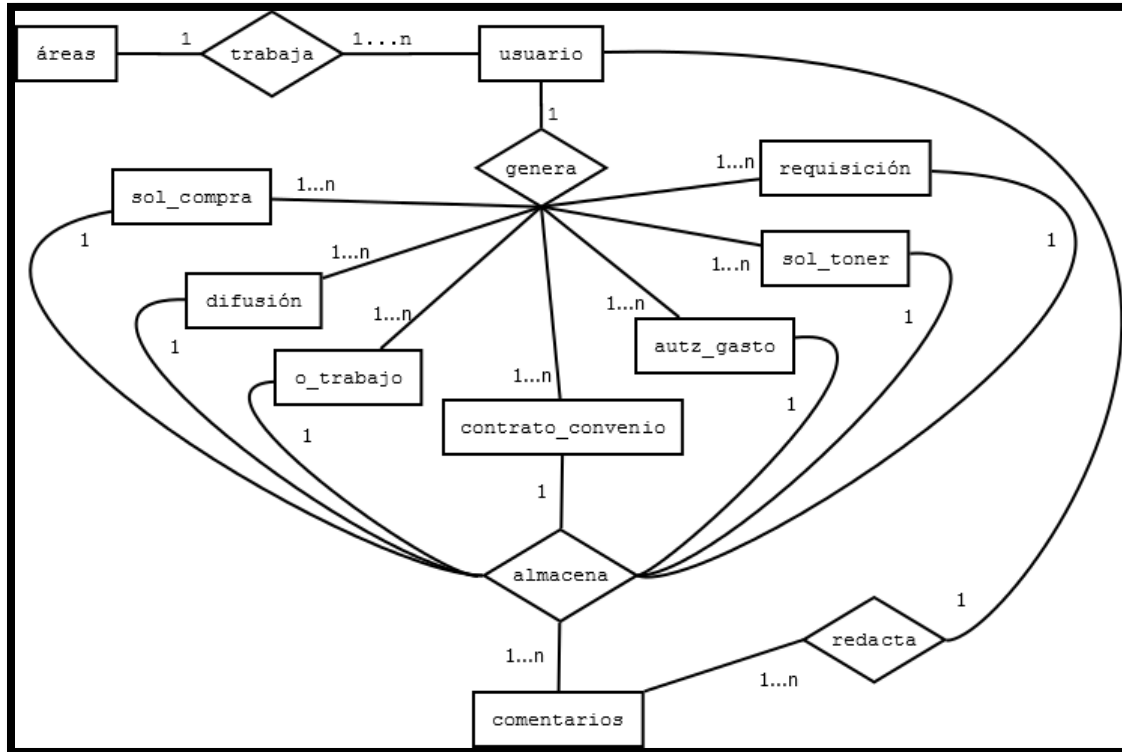 áreas
1
trabaja
1...n
usuario
1
genera
1...n
requisición
sol_compra
1...n
1
1
1...n
sol_toner
1...n
difusión
1
1...n
1...n
autz_gasto
1
o_trabajo
1...n
1
1
contrato_convenio
1
almacena
1
redacta
1...n
1...n
comentarios